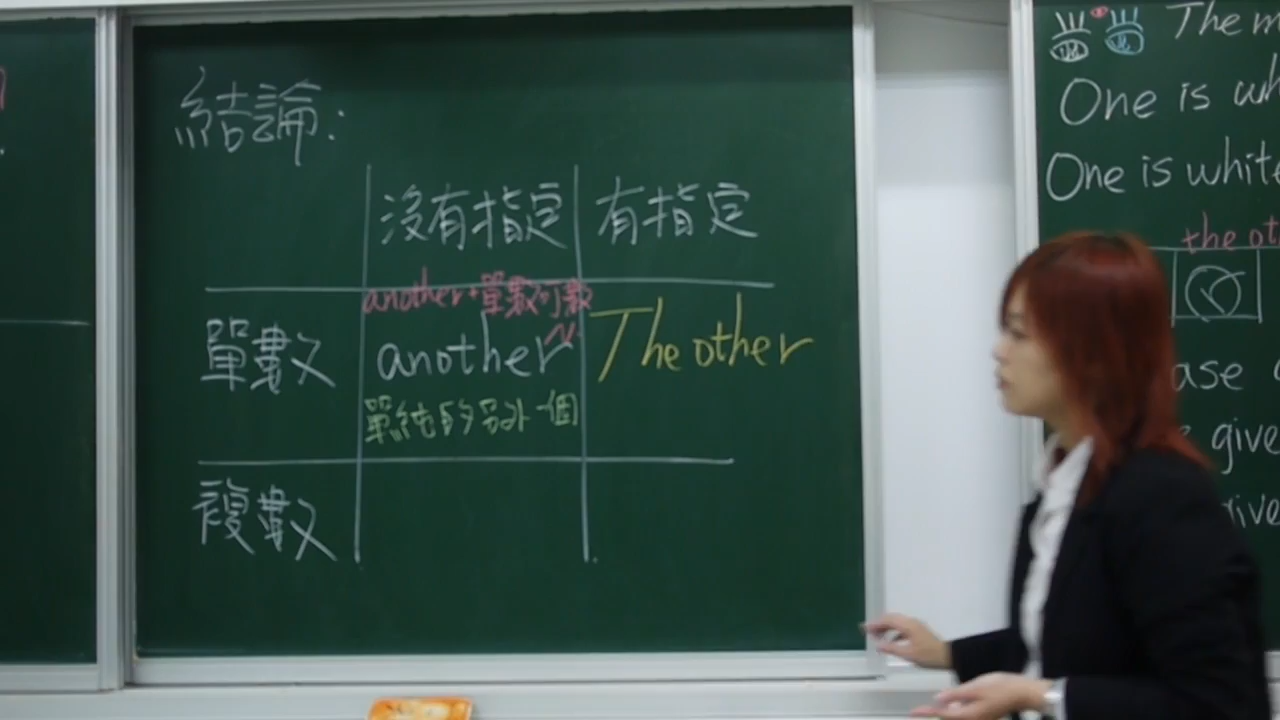 結論:
沒有指定 有指定
another+單數可數
N
單數 another The other
單純的另外一個
複數
The m
One is wh
One is white
the ot
ase
give
give